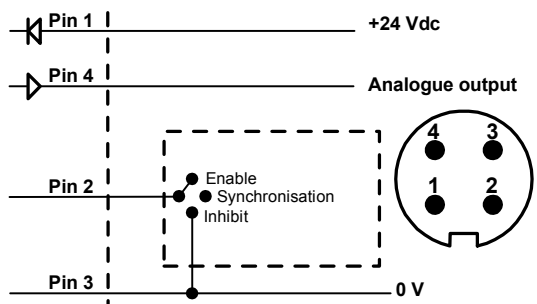 Pin 1 +24 Vdc
Pin 4 Analogue output
4 3
Enable
Pin 2 Synchronisation 1 2
Inhibit
Pin 3 0 V